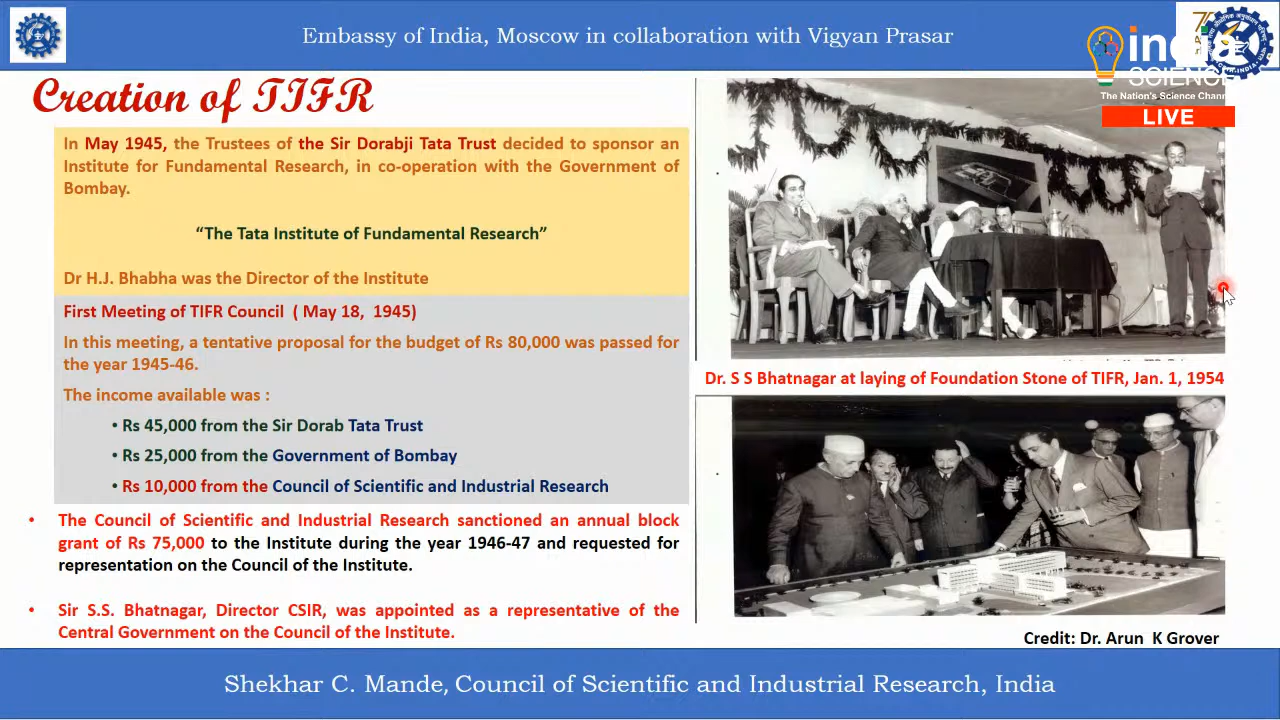 Embassy of India, Moscow in collaboration with Vigyan Prasar
india
SCIENCE
The Nation's Science Chann
LIVE
Creation of TIFR
In May 1945, the Trustees of the Sir Dorabji Tata Trust decided to sponsor an
Institute for Fundamental Research, in co-operation with the Government of
Bombay.
“The Tata Institute of Fundamental Research”
Dr H.J. Bhabha was the Director of the Institute
First Meeting of TIFR Council ( May 18, 1945)
In this meeting, a tentative proposal for the budget of Rs 80,000 was passed for
the year 1945-46.
The income available was :
• Rs 45,000 from the Sir Dorab Tata Trust
• Rs 25,000 from the Government of Bombay
• Rs 10,000 from the Council of Scientific and Industrial Research
• The Council of Scientific and Industrial Research sanctioned an annual block
grant of Rs 75,000 to the Institute during the year 1946-47 and requested for
representation on the Council of the Institute.
• Sir S.S. Bhatnagar, Director CSIR, was appointed as a representative of the
Central Government on the Council of the Institute.
Dr. S S Bhatnagar at laying of Foundation Stone of TIFR, Jan. 1, 1954
Credit: Dr. Arun K Grover
Shekhar C. Mande, Council of Scientific and Industrial Research, India